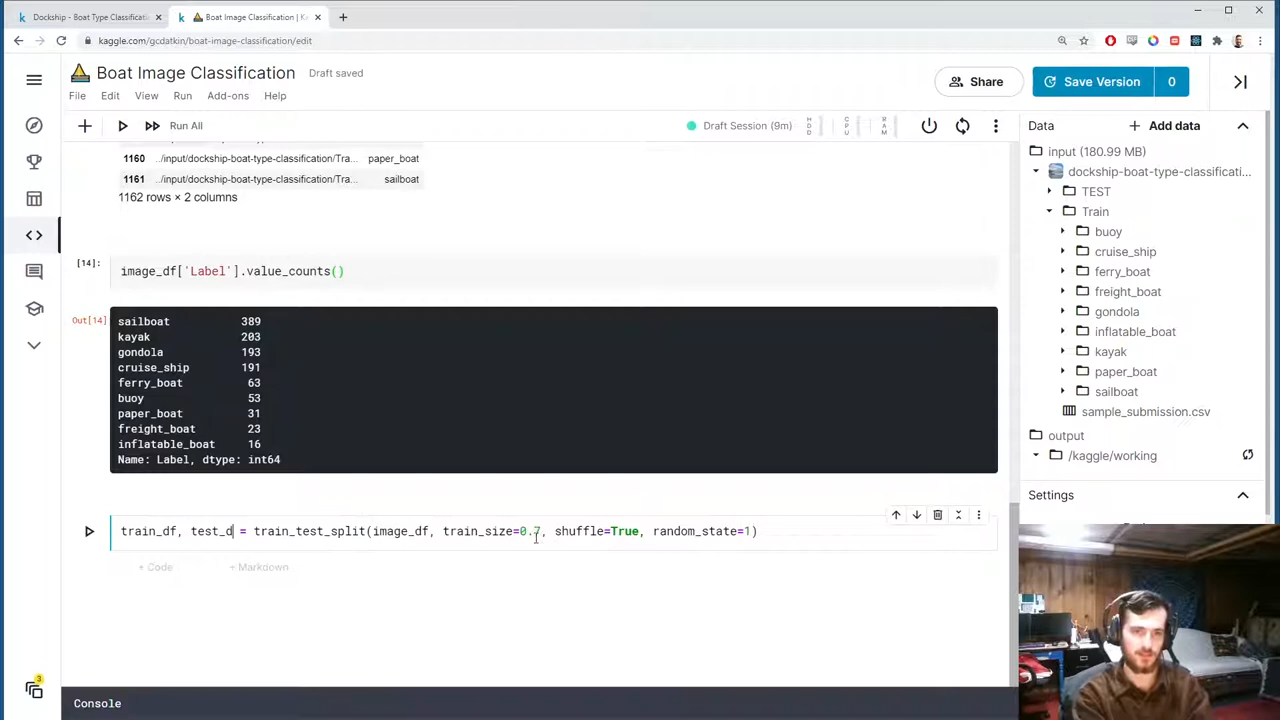 Dockship - Boat Type Classificati
Boat Image Classification | K
kaggle.com/gcdatkin/boat-image-classification/edit
Boat Image Classification
Draft saved
Share
Save Version
0
File
Edit
View
Run
Add-ons
Help
Run All
Draft Session (9m)
HDD
CPU
RAM
Data
Add data
1160 ../input/dockship-boat-type-classification/Tra... paper_boat
1161 ../input/dockship-boat-type-classification/Tra... sailboat
1162 rows × 2 columns
[14]:
image_df['Label'].value_counts()
Out[14]
sailboat 389
kayak 203
gondola 193
cruise_ship 191
ferry_boat 63
buoy 53
paper_boat 31
freight_boat 23
inflatable_boat 16
Name: Label, dtype: int64
train_df, test_d = train_test_split(image_df, train_size=0.7, shuffle=True, random_state=1)
+ Code
+ Markdown
Console
input (180.99 MB)
dockship-boat-type-classificati...
TEST
Train
buoy
cruise_ship
ferry_boat
freight_boat
gondola
inflatable_boat
kayak
paper_boat
sailboat
sample_submission.csv
output
/kaggle/working
Settings
3